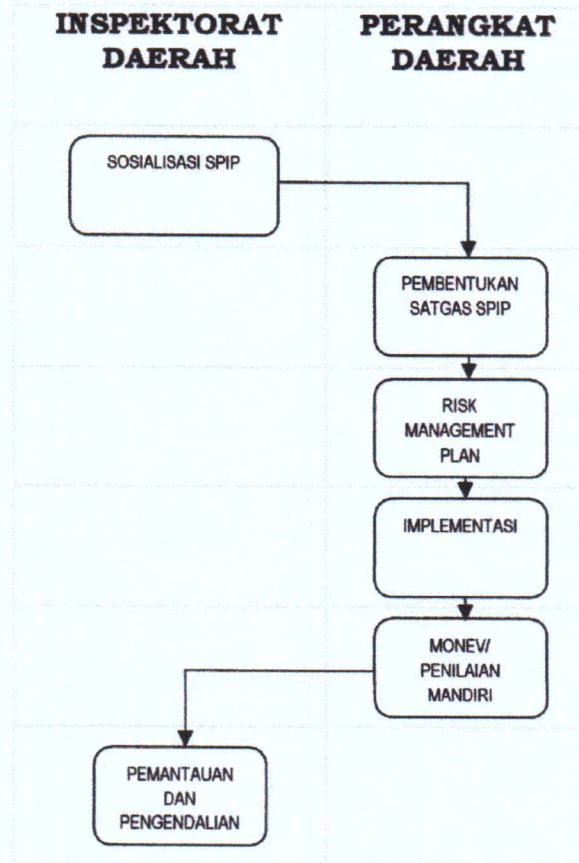 INSPEKTORAT
DAERAH
PERANGKAT
DAERAH
SOSIALISASI SPIP
PEMBENTUKAN
SATGAS SPIP
RISK
MANAGEMENT
PLAN
IMPLEMENTASI
MONEV/
PENILAIAN
MANDIRI
PEMANTAUAN
DAN
PENGENDALIAN